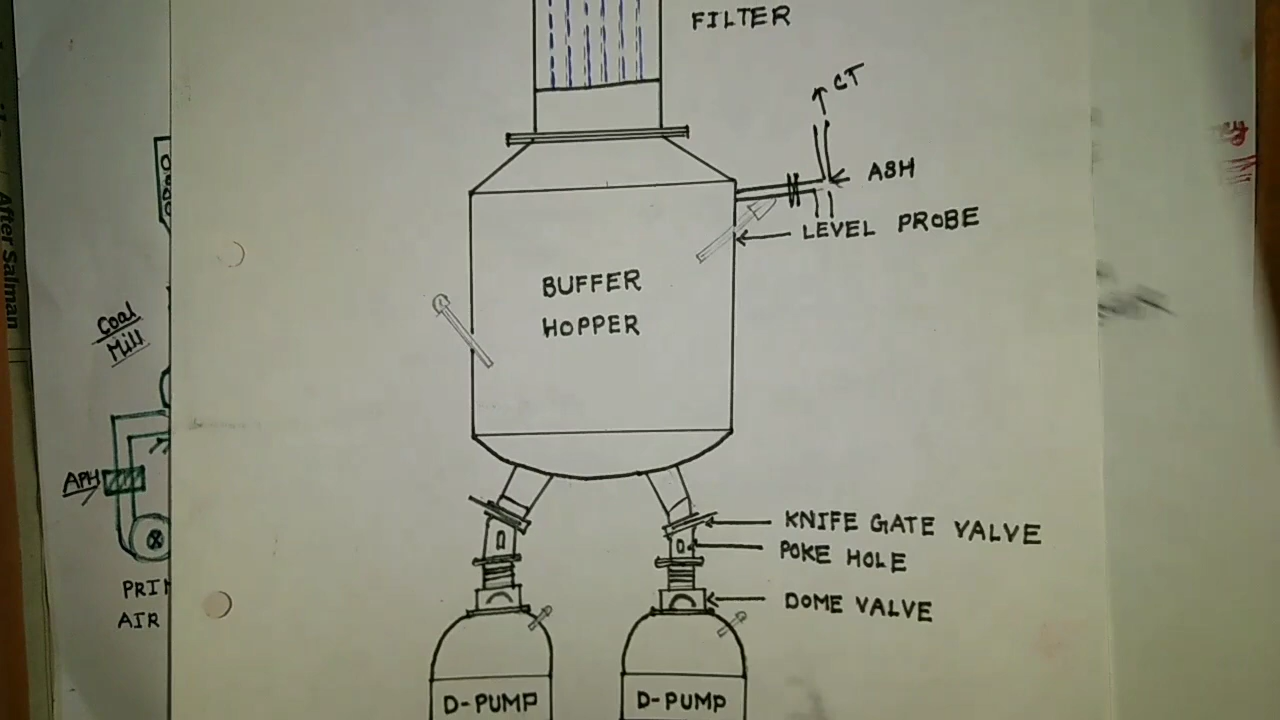 FILTER
CT
ASH
LEVEL PROBE
BUFFER
HOPPER
KNIFE GATE VALVE
POKE HOLE
DOME VALVE
D-PUMP
D-PUMP
After Salman
Coal
Mill
APH
AIR